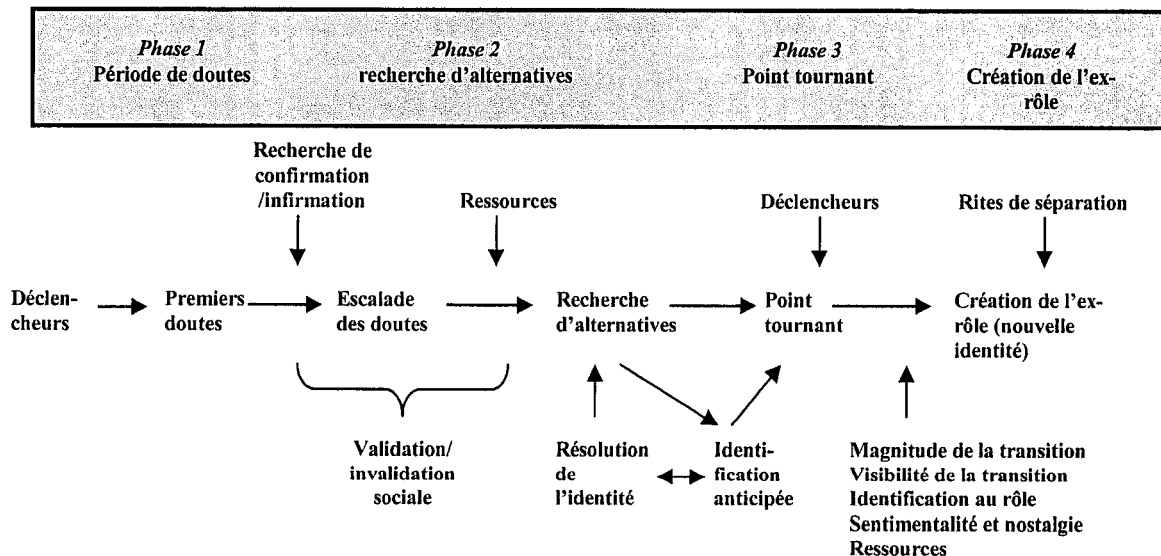 Phase 1
Période de doutes
Phase 2
recherche d'alternatives
Phase 3
Point tournant
Phase 4
Création de l'ex-
rôle
Recherche de
confirmation
/infirmation
Ressources
Déclencheurs
Rites de séparation
Déclen-
cheurs
Premiers
doutes
Escalade
des doutes
Recherche
d'alternatives
Point
tournant
Création de l'ex-
rôle (nouvelle
identité)
Validation/
invalidation
sociale
Résolution
de
l'identité
Identi-
fication
anticipée
Magnitude de la transition
Visibilité de la transition
Identification au rôle
Sentimentalité et nostalgie
Ressources